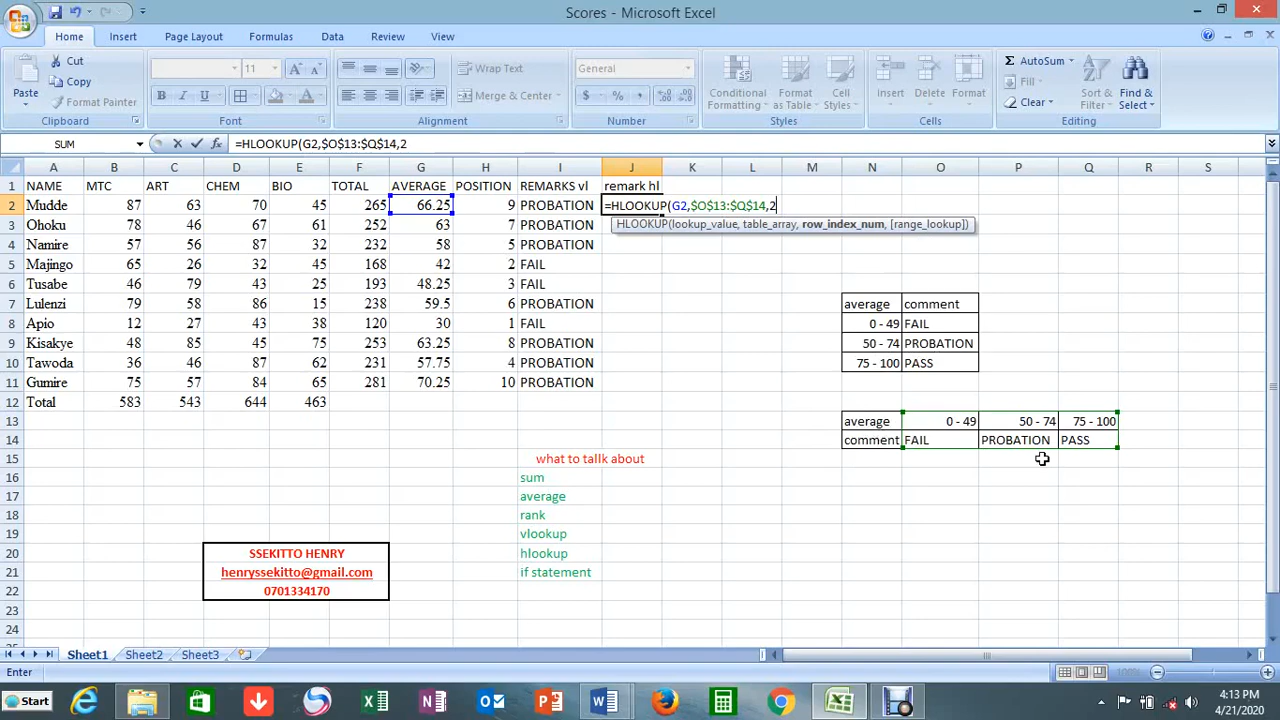 Scores - Microsoft Excel
Home Insert Page Layout Formulas Data Review View
Paste
Cut
Copy
Format Painter
Clipboard
11
A A
B I U A
Font
Wrap Text
Merge & Center
Alignment
General
$ % ,
Number
Conditional Formatting
Format as Table
Cell Styles
Styles
Insert
Delete
Format
Cells
Σ AutoSum
Fill
Clear
Sort & Filter
Find & Select
Editing
SUM fx =HLOOKUP(G2,$O$13:$Q$14,2
A B C D E F G H I J K L M N O P Q R S
1 NAME MTC ART CHEM BIO TOTAL AVERAGE POSITION REMARKS vl remark hl
2 Mudde 87 63 70 45 265 66.25 9 PROBATION =HLOOKUP(G2,$O$13:$Q$14,2
HLOOKUP(lookup_value, table_array, row_index_num, [range_lookup])
3 Ohoku 78 46 67 61 252 63 7 PROBATION
4 Namire 57 56 87 32 232 58 5 PROBATION
5 Majingo 65 26 32 45 168 42 2 FAIL
6 Tusabe 46 79 43 25 193 48.25 3 FAIL
7 Lulenzi 79 58 86 15 238 59.5 6 PROBATION average comment
8 Apio 12 27 43 38 120 30 1 FAIL 0 - 49 FAIL
9 Kisakye 48 85 45 75 253 63.25 8 PROBATION 50 - 74 PROBATION
10 Tawoda 36 46 87 62 231 57.75 4 PROBATION 75 - 100 PASS
11 Gumire 75 57 84 65 281 70.25 10 PROBATION
12 Total 583 543 644 463
13 average 0 - 49 50 - 74 75 - 100
14 comment FAIL PROBATION PASS
15 what to tallk about
16 sum
17 average
18 rank
19 vlookup
20 SSEKITTO HENRY hlookup
21 henryssekitto@gmail.com if statement
22 0701334170
23
24
Sheet1 Sheet2 Sheet3
Enter 100%
Start
4:13 PM
4/21/2020